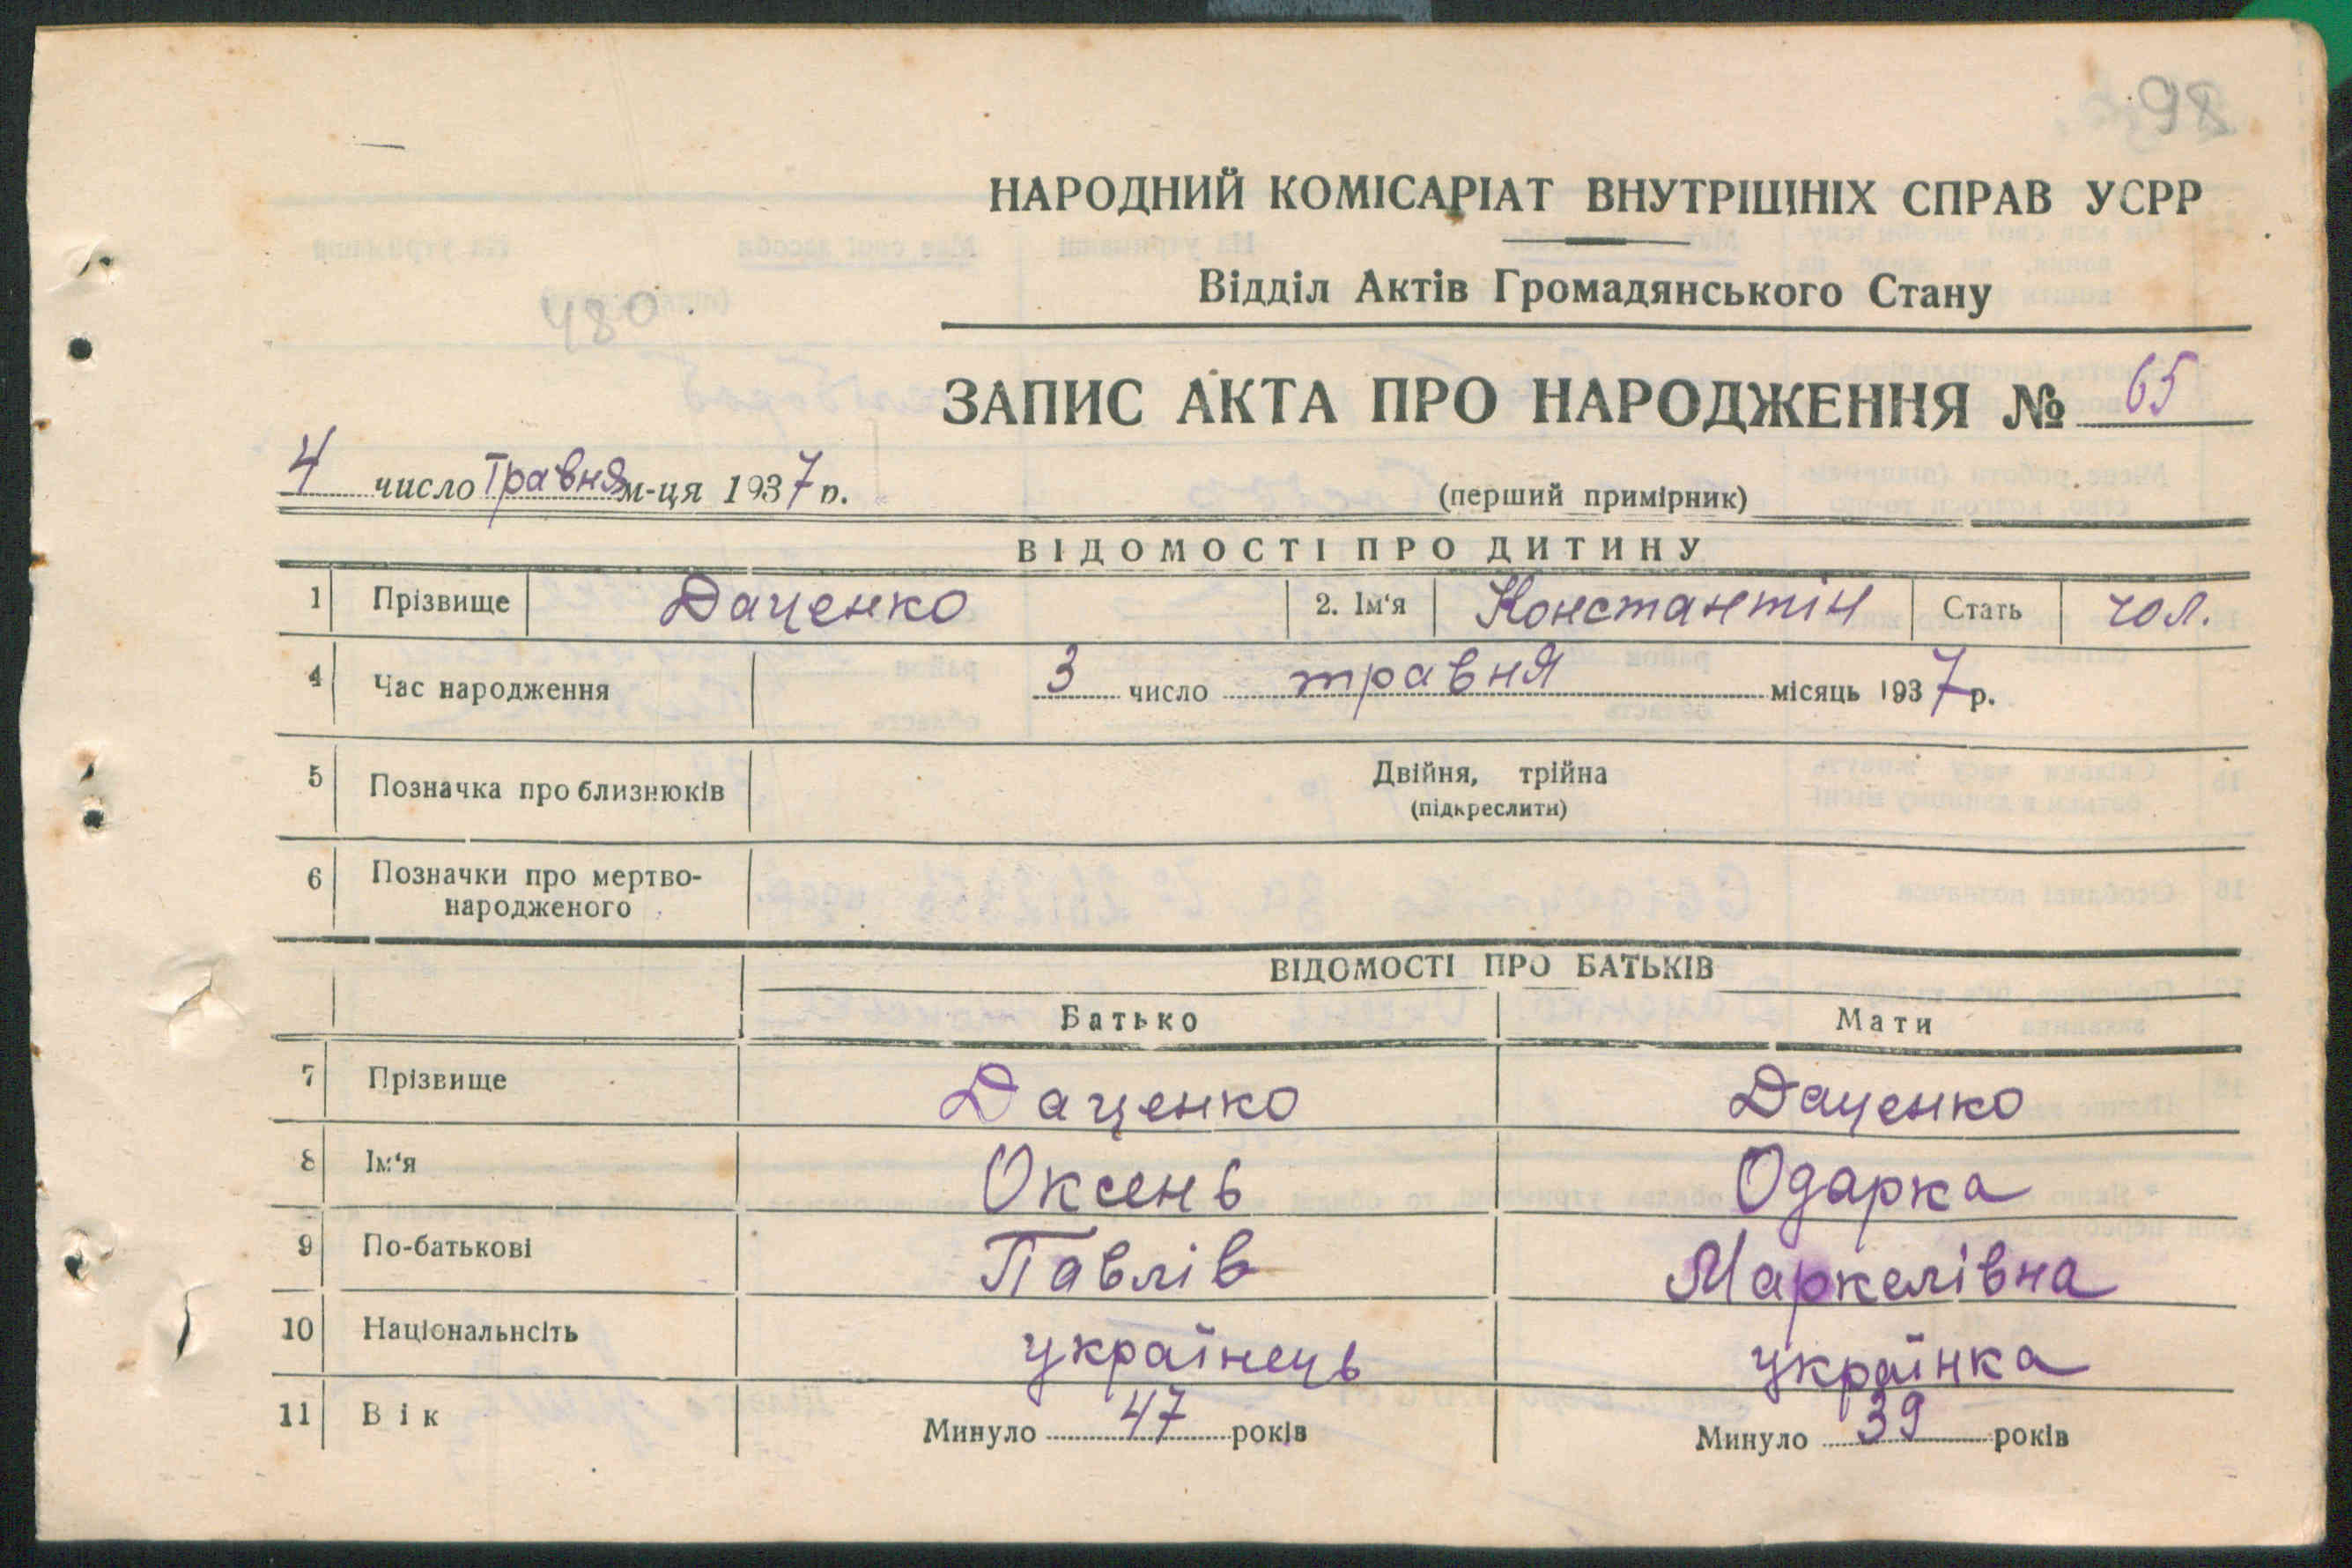 98
НАРОДНИЙ КОМІСАРІАТ ВНУТРІШНІХ СПРАВ УСРР
Відділ Актів Громадянського Стану
480
ЗАПИС АКТА ПРО НАРОДЖЕННЯ № 65
4 число Травня м-ця 1937 р.
(перший примірник)
ВІДОМОСТІ ПРО ДИТИНУ
1 Прізвище Даценко 2. Ім'я Константін Стать чол.
4 Час народження 3 число травня місяць 1937 р.
5 Позначка про близнюків Двійня, трійна
(підкреслити)
6 Позначки про мертво-
народженого
ВІДОМОСТІ ПРО БАТЬКІВ
Батько Мати
7 Прізвище Даценко Даценко
8 Ім'я Оксень Одарка
9 По-батькові Павлів Маркелівна
10 Національнсіть українець українка
11 Вік Минуло 47 років Минуло 39 років